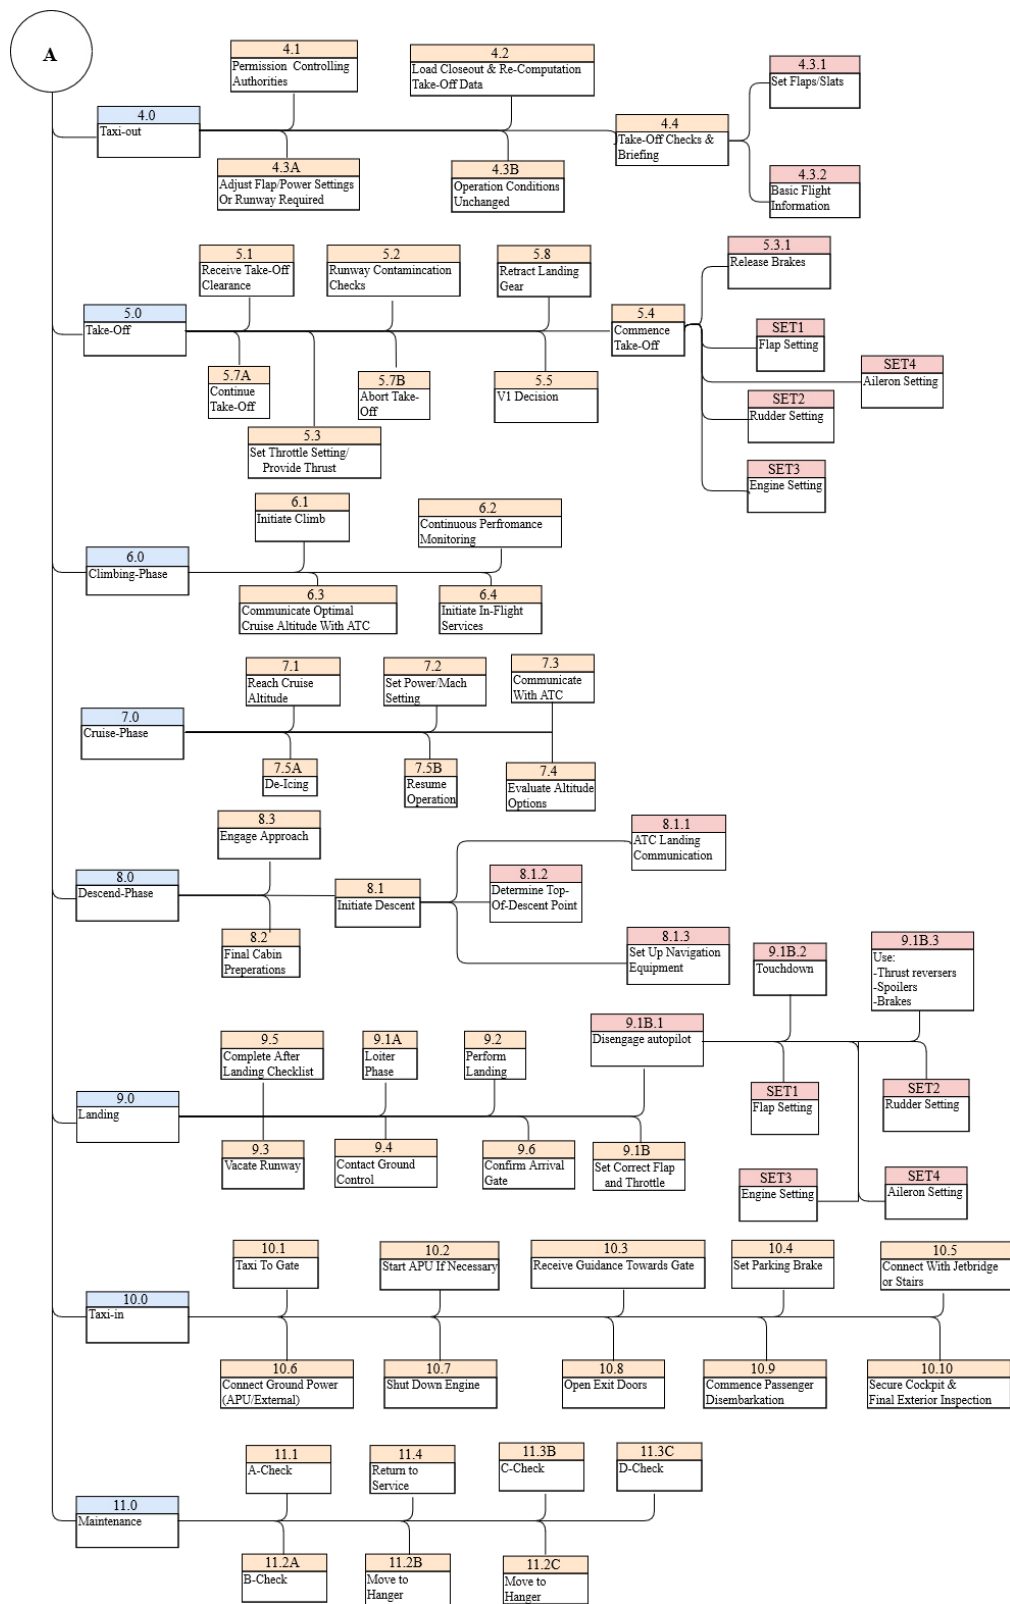 A
4.0
Taxi-out
4.1
Permission Controlling
Authorities
4.2
Load Closeout & Re-Computation
Take-Off Data
4.3A
Adjust Flap/Power Settings
Or Runway Required
4.3B
Operation Conditions
Unchanged
4.4
Take-Off Checks &
Briefing
4.3.1
Set Flaps/Slats
4.3.2
Basic Flight
Information
5.0
Take-Off
5.1
Receive Take-Off
Clearance
5.2
Runway Contamincation
Checks
5.8
Retract Landing
Gear
5.7A
Continue
Take-Off
5.3
Set Throttle Setting/
Provide Thrust
5.7B
Abort Take-
Off
5.5
V1 Decision
5.4
Commence
Take-Off
5.3.1
Release Brakes
SET1
Flap Setting
SET4
Aileron Setting
SET2
Rudder Setting
SET3
Engine Setting
6.0
Climbing-Phase
6.1
Initiate Climb
6.2
Continuous Perfromance
Monitoring
6.3
Communicate Optimal
Cruise Altitude With ATC
6.4
Initiate In-Flight
Services
7.0
Cruise-Phase
7.1
Reach Cruise
Altitude
7.2
Set Power/Mach
Setting
7.3
Communicate
With ATC
7.5A
De-Icing
7.5B
Resume
Operation
7.4
Evaluate Altitude
Options
8.0
Descend-Phase
8.3
Engage Approach
8.2
Final Cabin
Preperations
8.1
Initiate Descent
8.1.1
ATC Landing
Communication
8.1.2
Determine Top-
Of-Descent Point
8.1.3
Set Up Navigation
Equipment
9.0
Landing
9.5
Complete After
Landing Checklist
9.1A
Loiter
Phase
9.2
Perform
Landing
9.1B.1
Disengage autopilot
9.1B.2
Touchdown
9.1B.3
Use:
-Thrust reversers
-Spoilers
-Brakes
9.3
Vacate Runway
9.4
Contact Ground
Control
9.6
Confirm Arrival
Gate
9.1B
Set Correct Flap
and Throttle
SET1
Flap Setting
SET2
Rudder Setting
SET3
Engine Setting
SET4
Aileron Setting
10.0
Taxi-in
10.1
Taxi To Gate
10.2
Start APU If Necessary
10.3
Receive Guidance Towards Gate
10.4
Set Parking Brake
10.5
Connect With Jetbridge
or Stairs
10.6
Connect Ground Power
(APU/External)
10.7
Shut Down Engine
10.8
Open Exit Doors
10.9
Commence Passenger
Disembarkation
10.10
Secure Cockpit &
Final Exterior Inspection
11.0
Maintenance
11.1
A-Check
11.4
Return to
Service
11.3B
C-Check
11.3C
D-Check
11.2A
B-Check
11.2B
Move to
Hanger
11.2C
Move to
Hanger